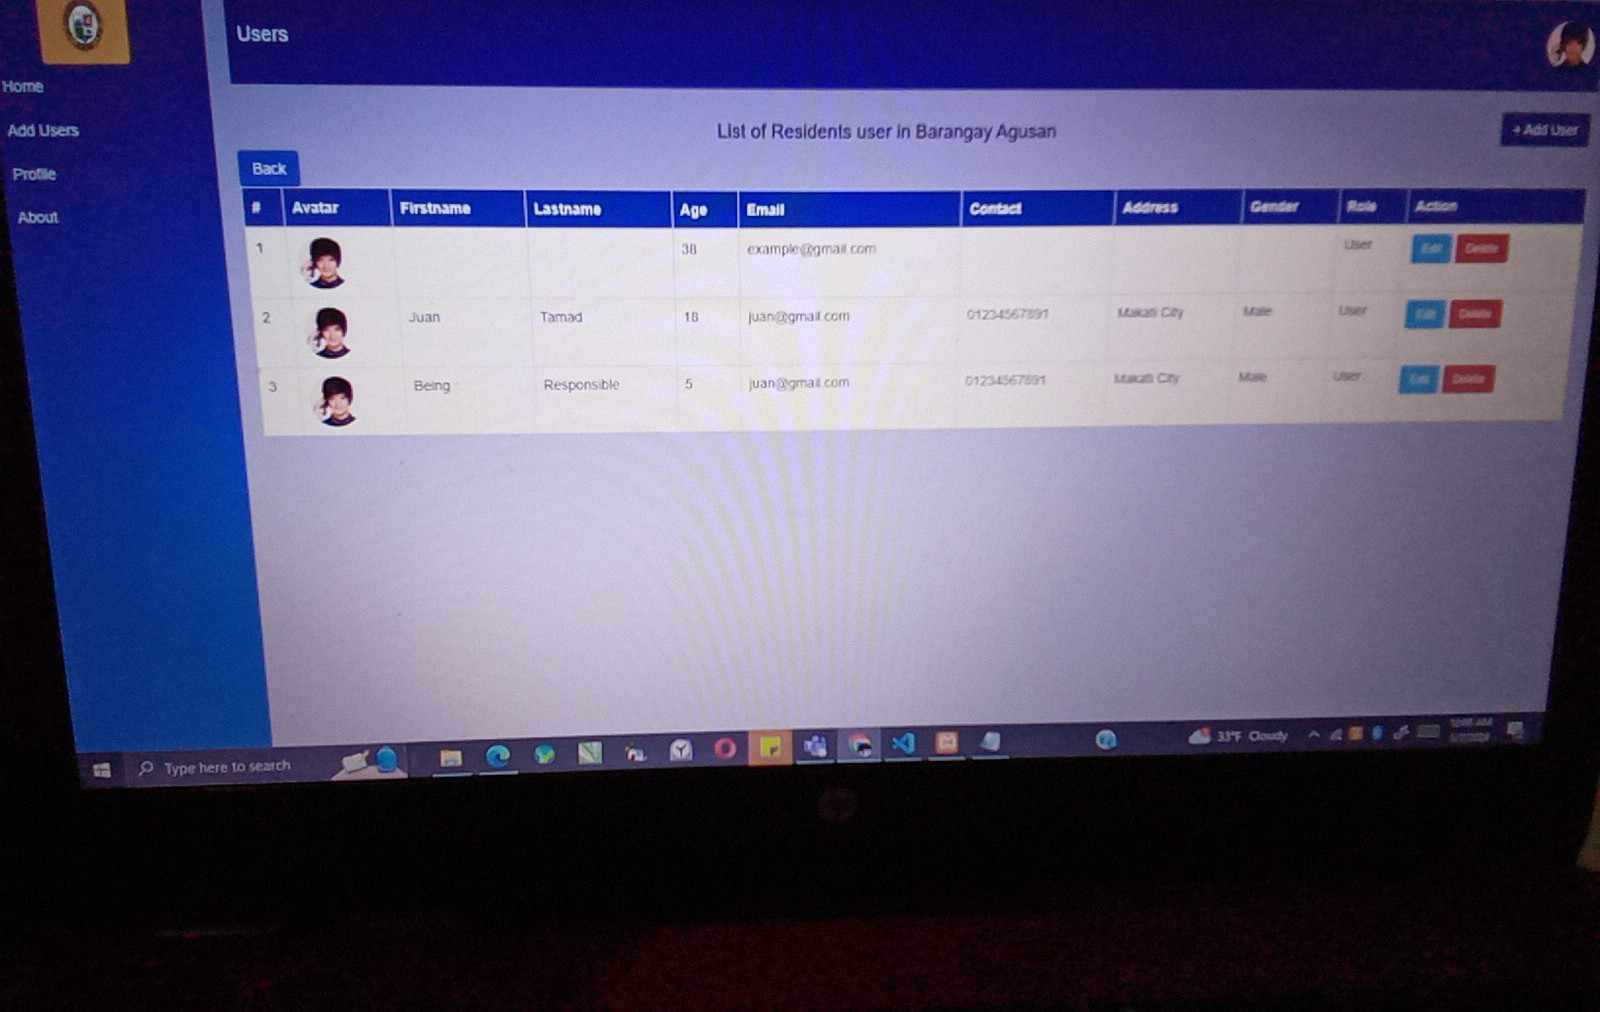 Users
Home
Add Users
Profile
About
List of Residents user in Barangay Agusan
+ Add User
Back
# Avatar Firstname Lastname Age Email Contact Address Gender Role Action
1 38 example@gmail.com User Edit Delete
2 Juan Tamad 18 juan@gmail.com 01234567891 Makati City Male User Edit Delete
3 Being Responsible 5 juan@gmail.com 01234567891 Makati City Male User Edit Delete
Type here to search
33°F Cloudy
hp